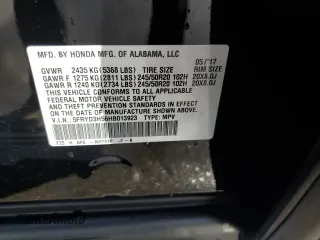 MFD. BY HONDA MFG. OF ALABAMA, LLC 05/'17
GVWR 2435 KG (5368 LBS) TIRE SIZE RIM SIZE
GAWR F 1275 KG (2811 LBS) 245/50R20 102H 20X8.0J
GAWR R 1240 KG (2734 LBS) 245/50R20 102H 20X8.0J
THIS VEHICLE CONFORMS TO ALL APPLICABLE
FEDERAL MOTOR VEHICLE SAFETY AND
THEFT PREVENTION STANDARDS IN EFFECT
ON THE DATE OF MANUFACTURE SHOWN ABOVE.
V.I.N.: 5FRYD3H56HB013923 TYPE: MPV